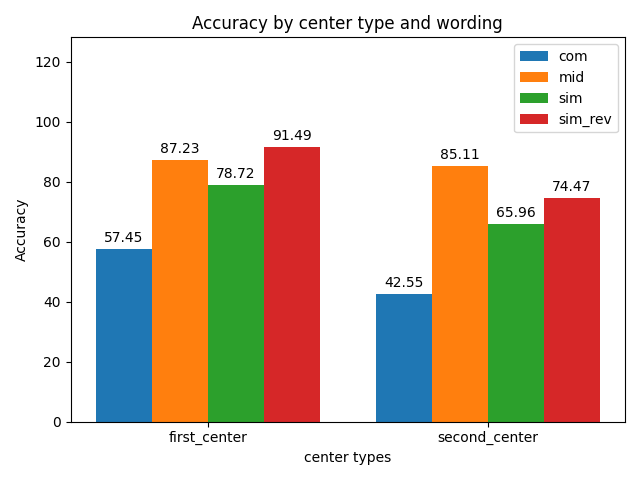 Accuracy by center type and wording
120
100
80
60
40
20
0
Accuracy
com
mid
sim
sim_rev
57.45
87.23
78.72
91.49
42.55
85.11
65.96
74.47
first_center
second_center
center types